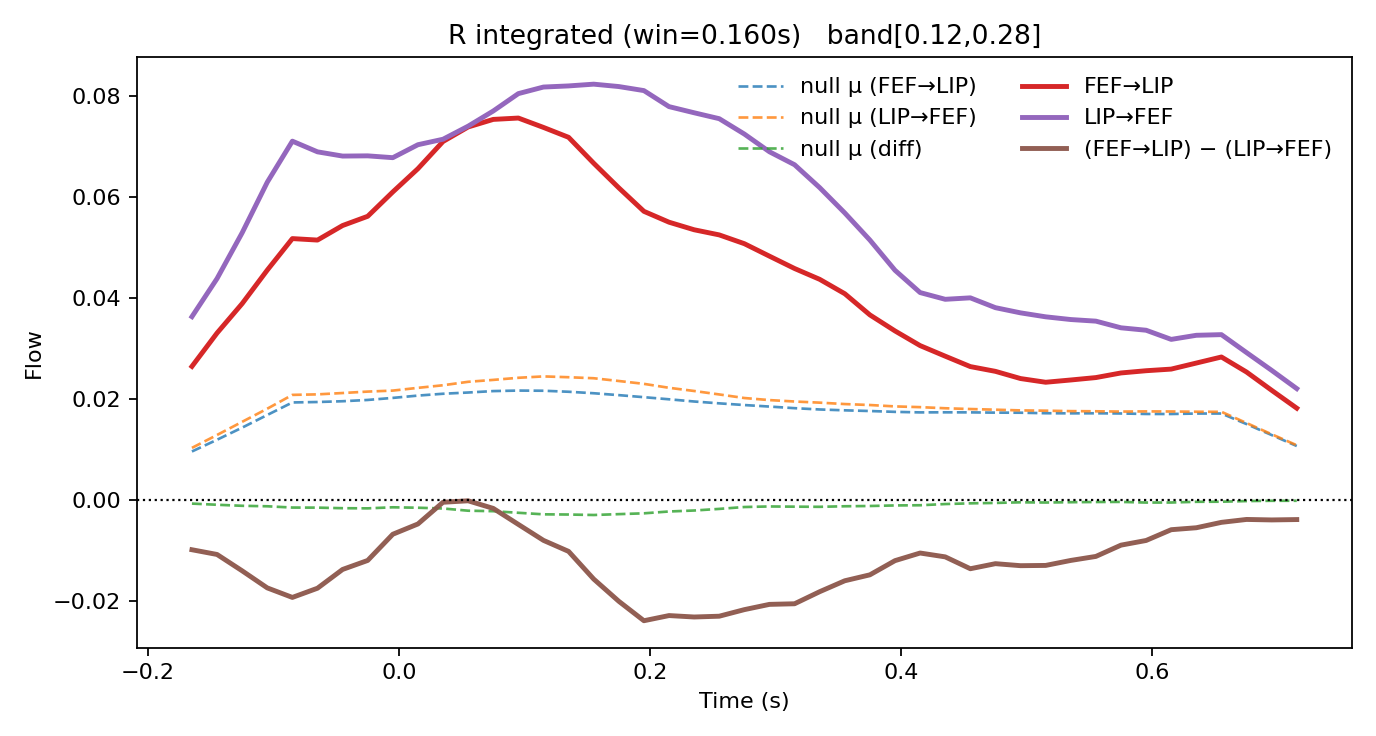 R integrated (win=0.160s)   band[0.12,0.28]
null μ (FEF→LIP)
null μ (LIP→FEF)
null μ (diff)
FEF→LIP
LIP→FEF
(FEF→LIP) − (LIP→FEF)
Flow
0.08
0.06
0.04
0.02
0.00
−0.02
−0.2
0.0
0.2
0.4
0.6
Time (s)